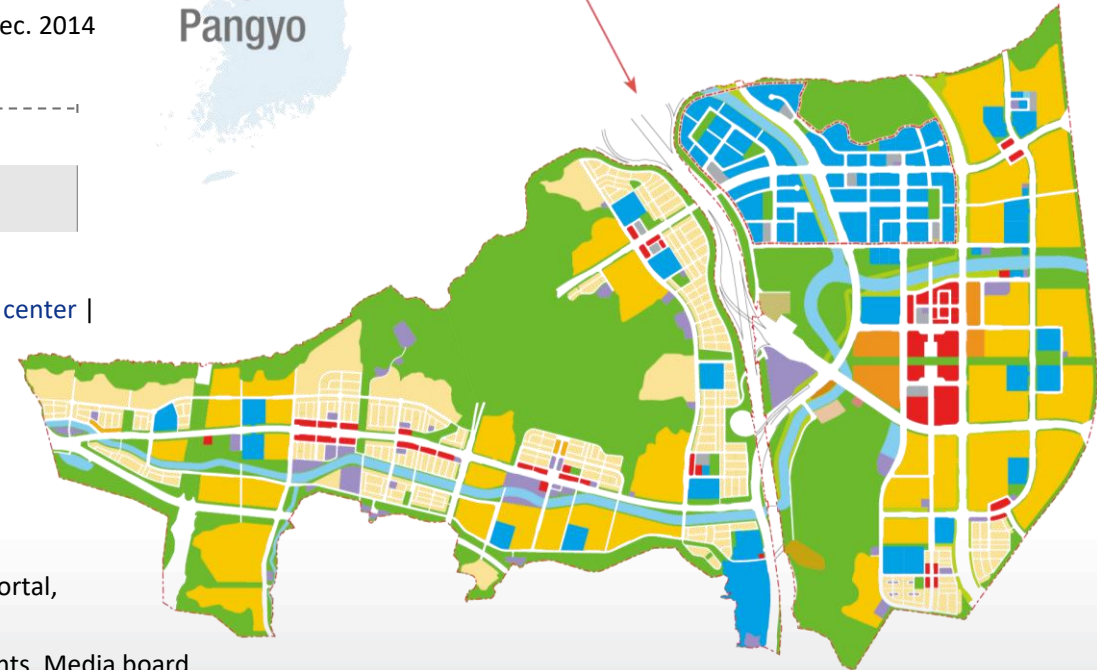 ec. 2014
Pangyo
center |
ortal,
nts, Media board